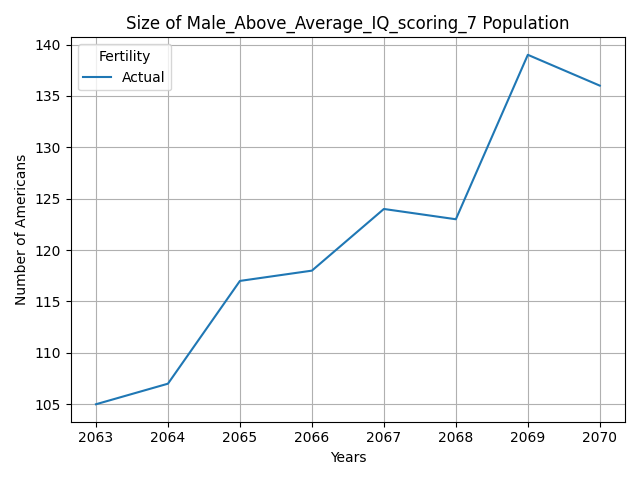 Size of Male_Above_Average_IQ_scoring_7 Population
Fertility
Actual
Number of Americans
140
135
130
125
120
115
110
105
2063 2064 2065 2066 2067 2068 2069 2070
Years